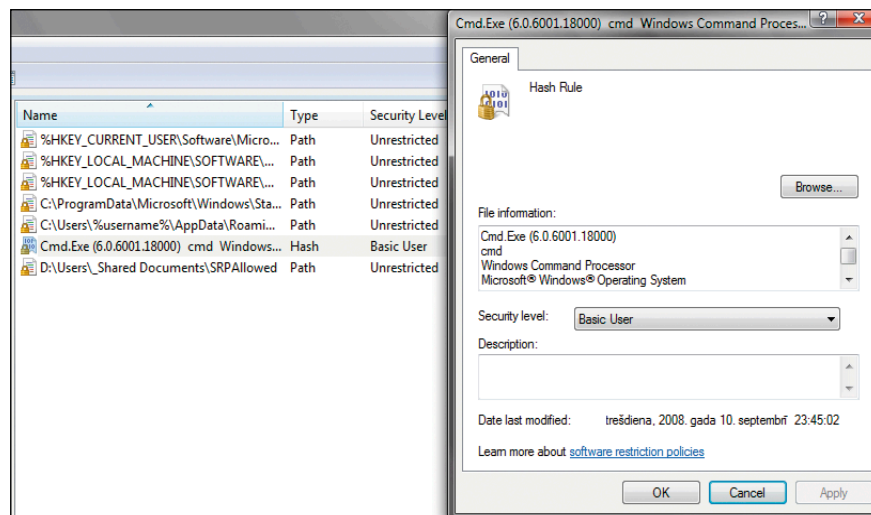 Name Type Security Level
%HKEY_CURRENT_USER\Software\Micro... Path Unrestricted
%HKEY_LOCAL_MACHINE\SOFTWARE\... Path Unrestricted
%HKEY_LOCAL_MACHINE\SOFTWARE\... Path Unrestricted
C:\ProgramData\Microsoft\Windows\Sta... Path Unrestricted
C:\Users\%username%\AppData\Roami... Path Unrestricted
Cmd.Exe (6.0.6001.18000) cmd Windows... Hash Basic User
D:\Users\_Shared Documents\SRPAllowed Path Unrestricted
Cmd.Exe (6.0.6001.18000) cmd Windows Command Proces...
General
Hash Rule
Browse...
File information:
Cmd.Exe (6.0.6001.18000)
cmd
Windows Command Processor
Microsoft® Windows® Operating System
Security level: Basic User
Description:
Date last modified: trešdiena, 2008. gada 10. septembrī 23:45:02
Learn more about software restriction policies
OK Cancel Apply